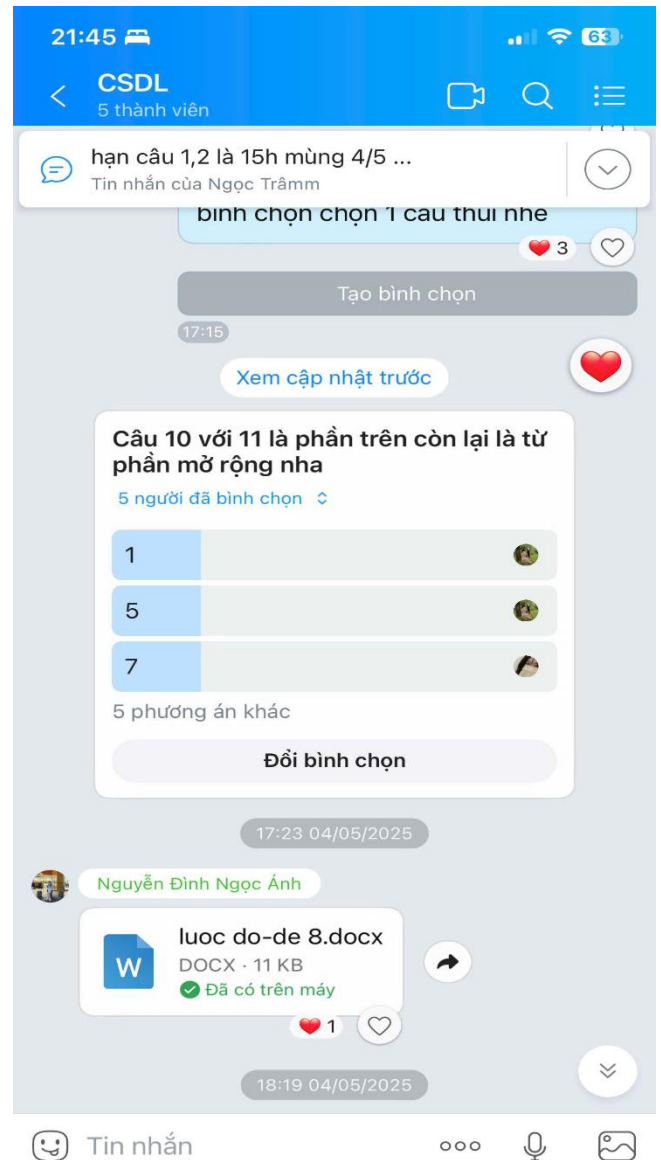 21:45
63
CSDL
5 thành viên
hạn câu 1,2 là 15h mùng 4/5 ...
Tin nhắn của Ngọc Trâmm
bình chọn chọn 1 câu thui nhé
3
Tạo bình chọn
17:15
Xem cập nhật trước
Câu 10 với 11 là phần trên còn lại là từ
phần mở rộng nha
5 người đã bình chọn
1
5
7
5 phương án khác
Đổi bình chọn
17:23 04/05/2025
Nguyễn Đình Ngọc Ánh
W
luoc do-de 8.docx
DOCX · 11 KB
Đã có trên máy
1
18:19 04/05/2025
Tin nhắn